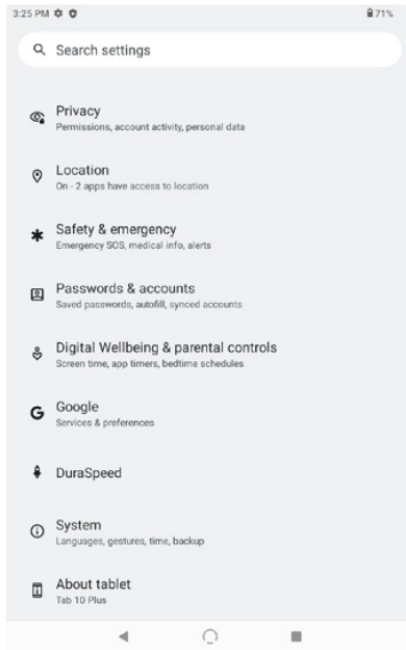 3:25 PM
71%
Search settings
Privacy
Permissions, account activity, personal data
Location
On - 2 apps have access to location
Safety & emergency
Emergency SOS, medical info, alerts
Passwords & accounts
Saved passwords, autofill, synced accounts
Digital Wellbeing & parental controls
Screen time, app timers, bedtime schedules
Google
Services & preferences
DuraSpeed
System
Languages, gestures, time, backup
About tablet
Tab 10 Plus